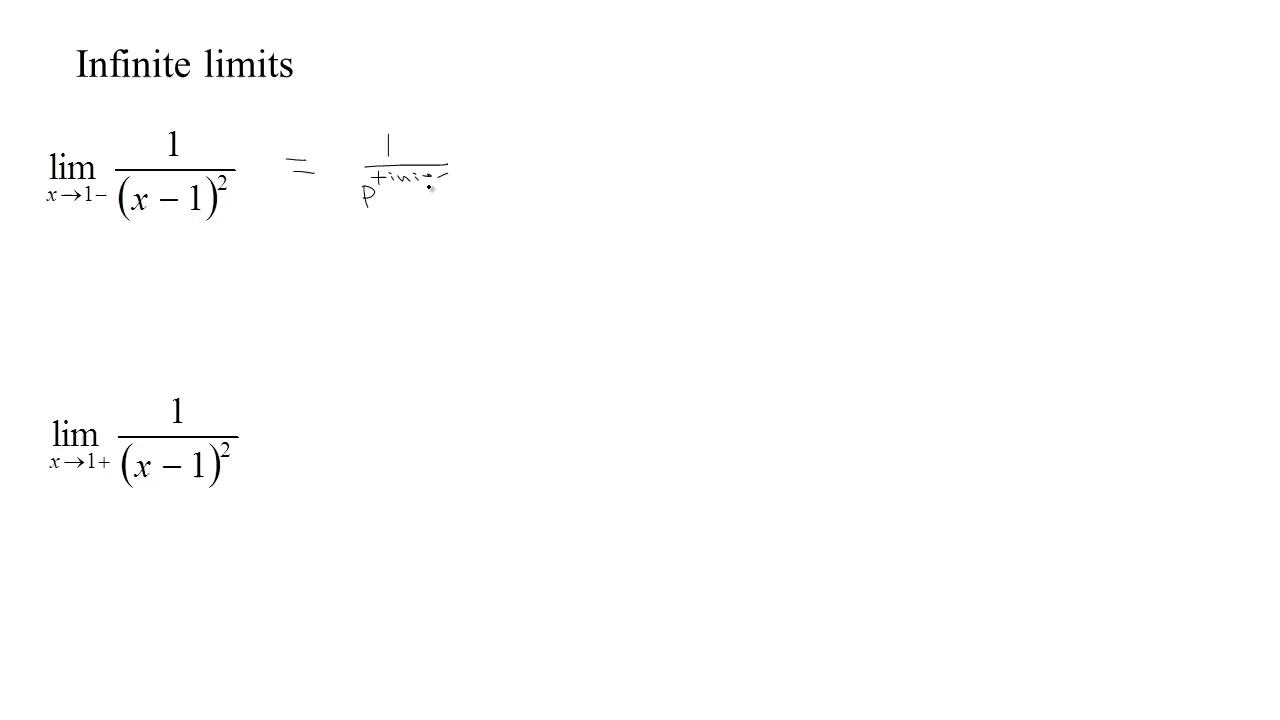 Infinite limits
lim x→1− 1/(x − 1)² = 1/
lim x→1+ 1/(x − 1)²